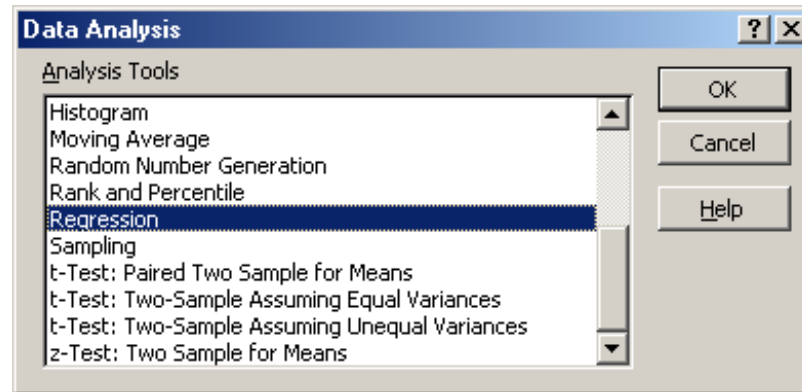 Data Analysis
Analysis Tools
Histogram
Moving Average
Random Number Generation
Rank and Percentile
Regression
Sampling
t-Test: Paired Two Sample for Means
t-Test: Two-Sample Assuming Equal Variances
t-Test: Two-Sample Assuming Unequal Variances
z-Test: Two Sample for Means
OK
Cancel
Help